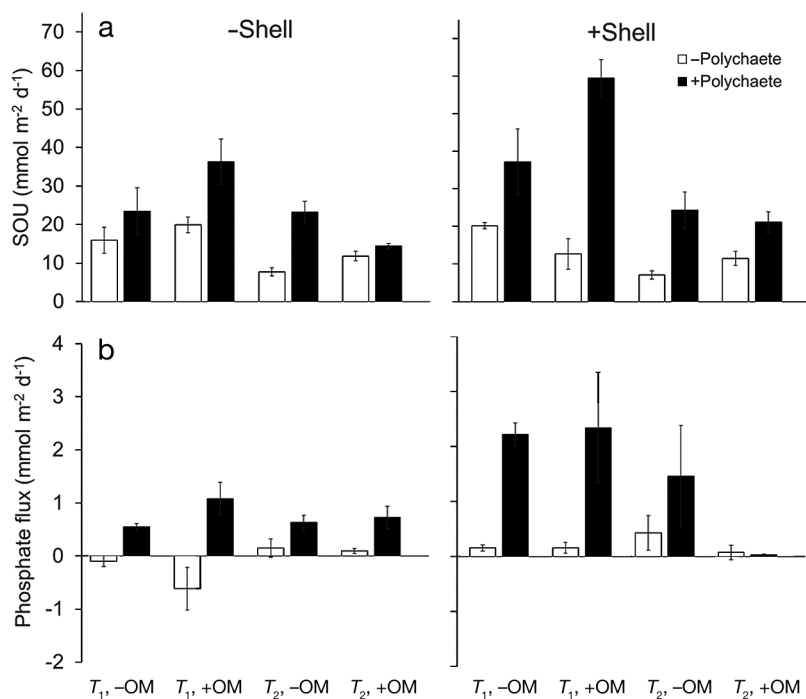 a
–Shell
+Shell
–Polychaete
+Polychaete
SOU (mmol m⁻² d⁻¹)
70
60
50
40
30
20
10
0
b
Phosphate flux (mmol m⁻² d⁻¹)
4
3
2
1
0
-1
-2
T₁, –OM
T₁, +OM
T₂, –OM
T₂, +OM
T₁, –OM
T₁, +OM
T₂, –OM
T₂, +OM